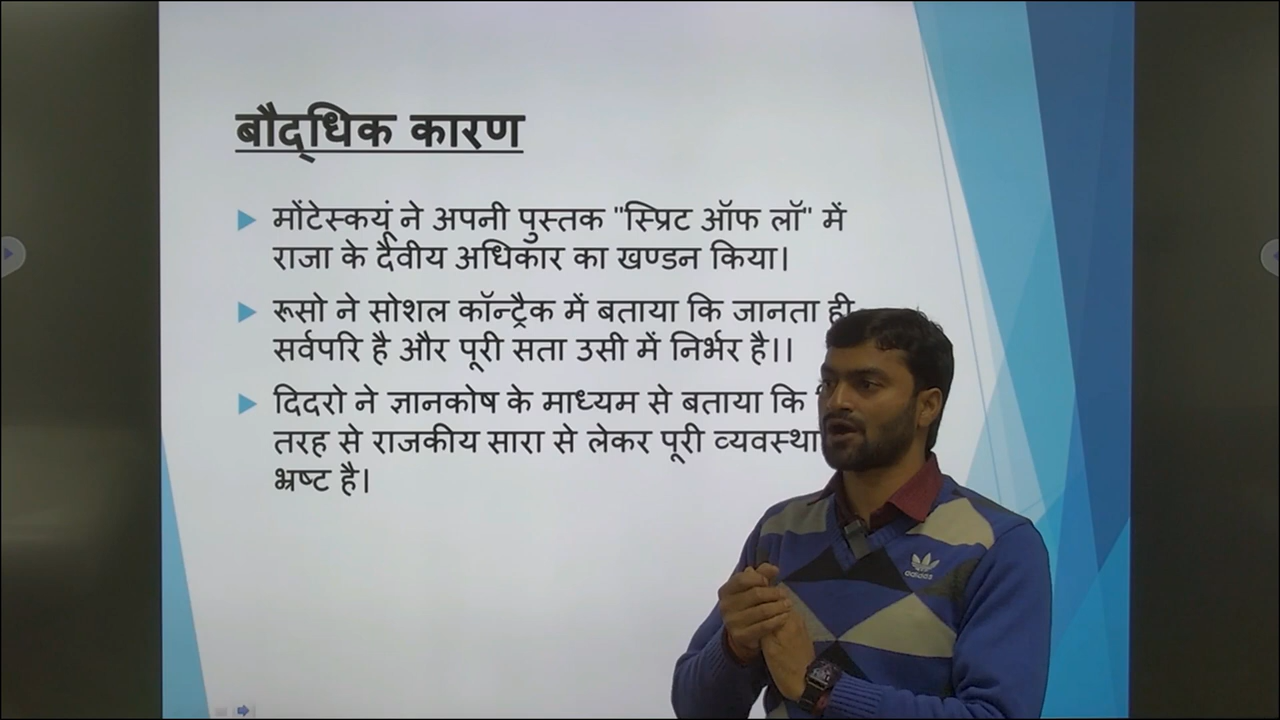 बौद्धिक कारण
मोंटेस्कयूं ने अपनी पुस्तक "स्प्रिट ऑफ लॉ" में
राजा के दैवीय अधिकार का खण्डन किया।
रूसो ने सोशल कॉन्ट्रैक में बताया कि जानता ही
सर्वपरि है और पूरी सता उसी में निर्भर है।।
दिदरो ने ज्ञानकोष के माध्यम से बताया कि
तरह से राजकीय सारा से लेकर पूरी व्यवस्था
भ्रष्ट है।
adidas